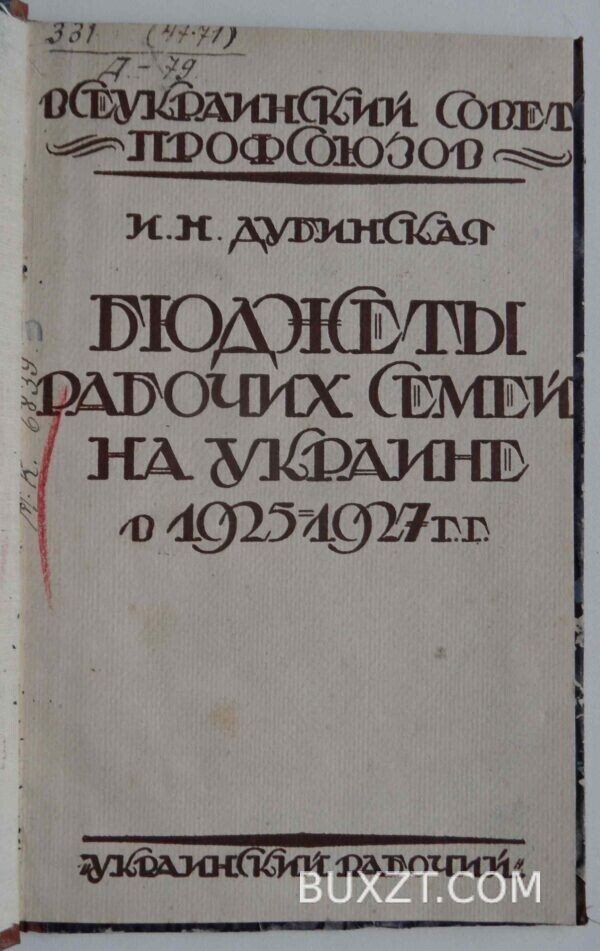 331 (47.71)
Д-79
ВСЕУКРАИНСКИЙ СОВЕТ
ПРОФСОЮЗОВ
И. Н. ДУБИНСКАЯ
БЮДЖЕТЫ
РАБОЧИХ СЕМЕЙ
НА УКРАИНЕ
В 1925=1927 Г.Г.
"УКРАИНСКИЙ РАБОЧИЙ"
BUXZT.COM
6839